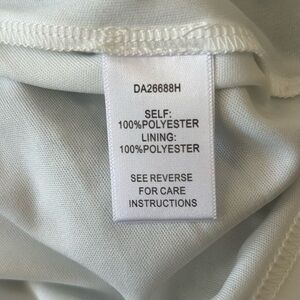 DA26688H
SELF:
100%POLYESTER
LINING:
100%POLYESTER
SEE REVERSE
FOR CARE
INSTRUCTIONS